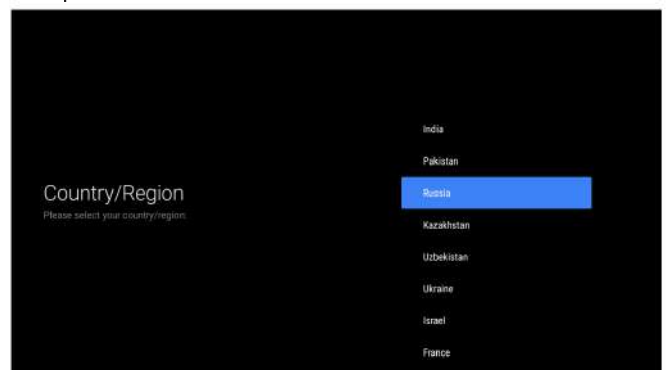 Country/Region
Please select your country/region.
India
Pakistan
Russia
Kazakhstan
Uzbekistan
Ukraine
Israel
France